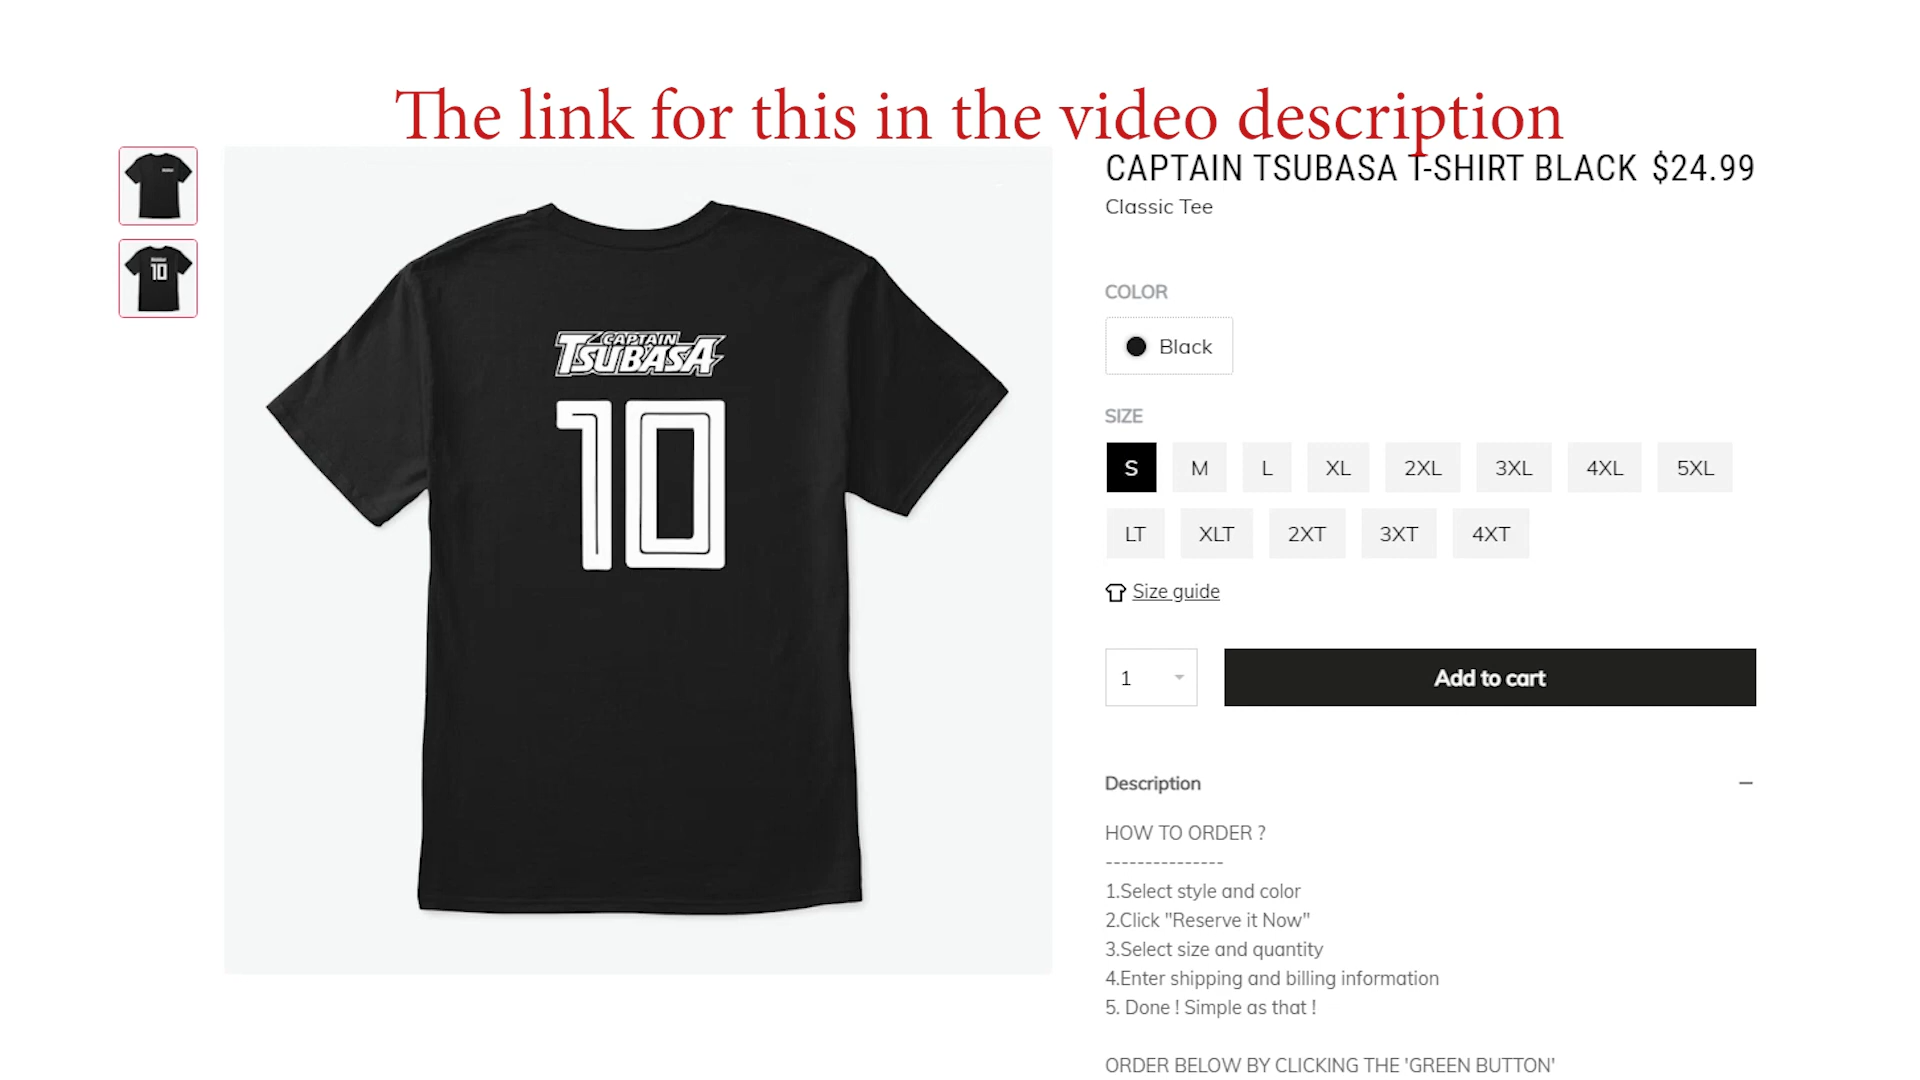 The link for this in the video description
CAPTAIN TSUBASA T-SHIRT BLACK $24.99
Classic Tee
CAPTAIN
TSUBASA
10
10
COLOR
Black
SIZE
S M L XL 2XL 3XL 4XL 5XL
LT XLT 2XT 3XT 4XT
Size guide
1 Add to cart
Description
HOW TO ORDER ?
---------------
1.Select style and color
2.Click "Reserve it Now"
3.Select size and quantity
4.Enter shipping and billing information
5. Done ! Simple as that !
ORDER BELOW BY CLICKING THE 'GREEN BUTTON'